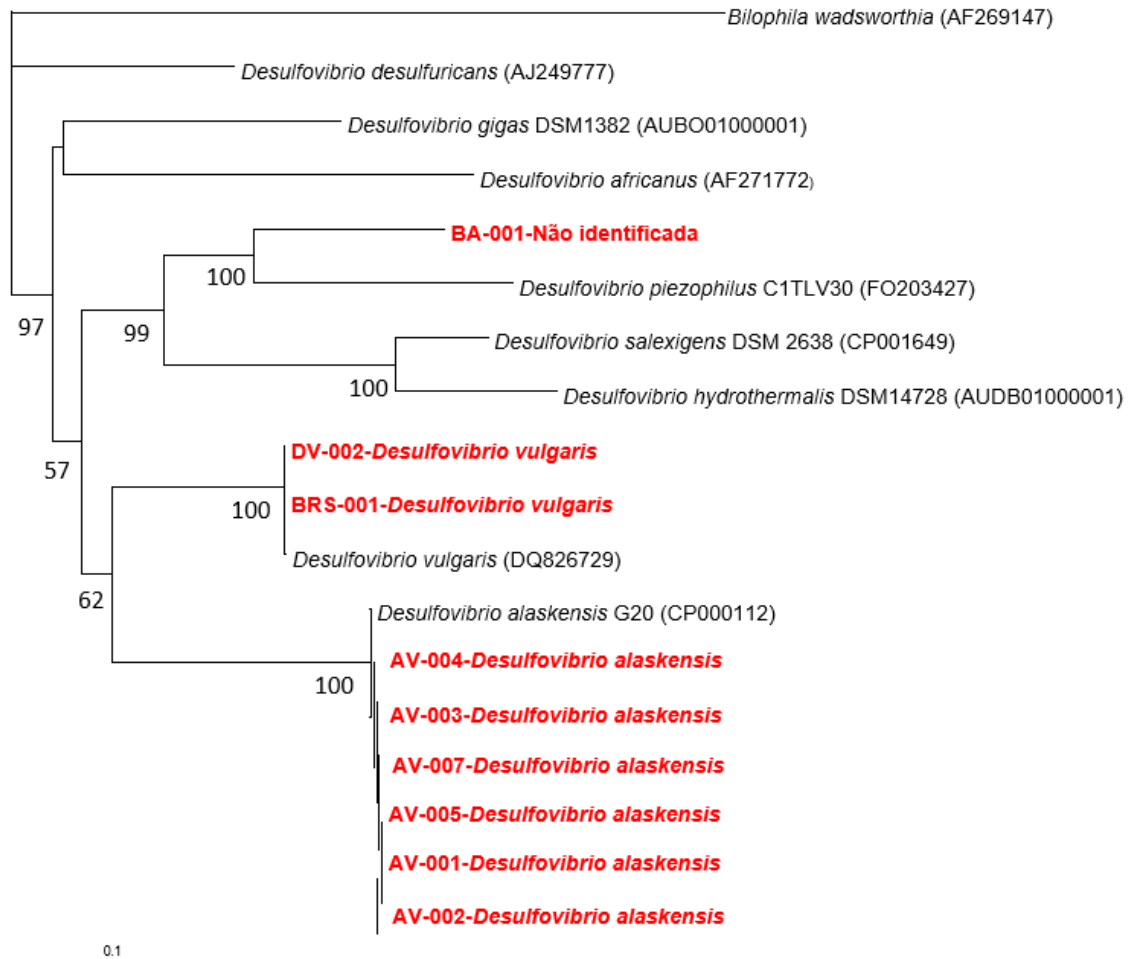 Bilophila wadsworthia (AF269147)
Desulfovibrio desulfuricans (AJ249777)
Desulfovibrio gigas DSM1382 (AUBO01000001)
Desulfovibrio africanus (AF271772)
BA-001-Não identificada
100
Desulfovibrio piezophilus C1TLV30 (FO203427)
97
99
Desulfovibrio salexigens DSM 2638 (CP001649)
100
Desulfovibrio hydrothermalis DSM14728 (AUDB01000001)
DV-002-Desulfovibrio vulgaris
57
BRS-001-Desulfovibrio vulgaris
100
Desulfovibrio vulgaris (DQ826729)
62
Desulfovibrio alaskensis G20 (CP000112)
AV-004-Desulfovibrio alaskensis
100
AV-003-Desulfovibrio alaskensis
AV-007-Desulfovibrio alaskensis
AV-005-Desulfovibrio alaskensis
AV-001-Desulfovibrio alaskensis
AV-002-Desulfovibrio alaskensis
0.1